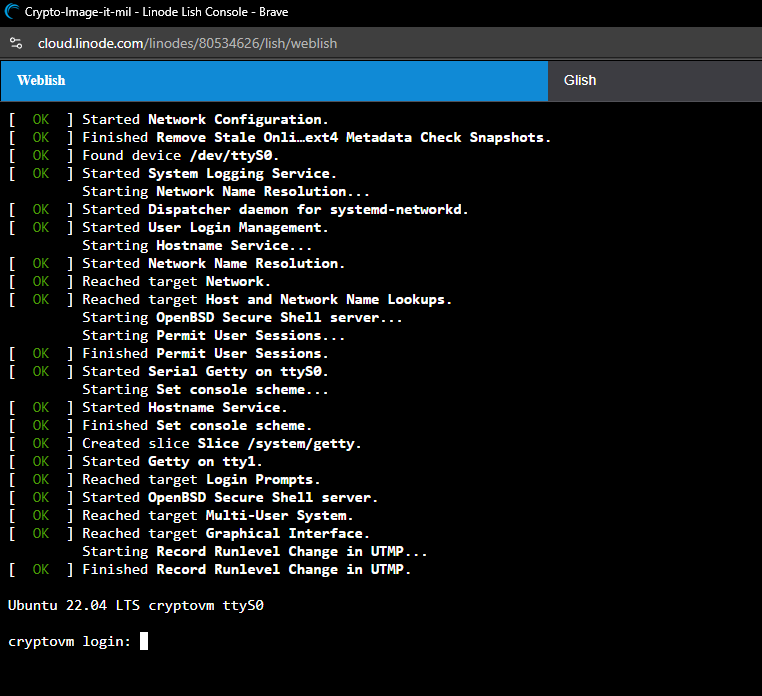 Crypto-Image-it-mil - Linode Lish Console - Brave
cloud.linode.com/linodes/80534626/lish/weblish
Weblish
Glish
[  OK  ] Started Network Configuration.
[  OK  ] Finished Remove Stale Onli…ext4 Metadata Check Snapshots.
[  OK  ] Found device /dev/ttyS0.
[  OK  ] Started System Logging Service.
         Starting Network Name Resolution...
[  OK  ] Started Dispatcher daemon for systemd-networkd.
[  OK  ] Started User Login Management.
         Starting Hostname Service...
[  OK  ] Started Network Name Resolution.
[  OK  ] Reached target Network.
[  OK  ] Reached target Host and Network Name Lookups.
         Starting OpenBSD Secure Shell server...
         Starting Permit User Sessions...
[  OK  ] Finished Permit User Sessions.
[  OK  ] Started Serial Getty on ttyS0.
         Starting Set console scheme...
[  OK  ] Started Hostname Service.
[  OK  ] Finished Set console scheme.
[  OK  ] Created slice Slice /system/getty.
[  OK  ] Started Getty on tty1.
[  OK  ] Reached target Login Prompts.
[  OK  ] Started OpenBSD Secure Shell server.
[  OK  ] Reached target Multi-User System.
[  OK  ] Reached target Graphical Interface.
         Starting Record Runlevel Change in UTMP...
[  OK  ] Finished Record Runlevel Change in UTMP.
Ubuntu 22.04 LTS cryptovm ttyS0
cryptovm login: